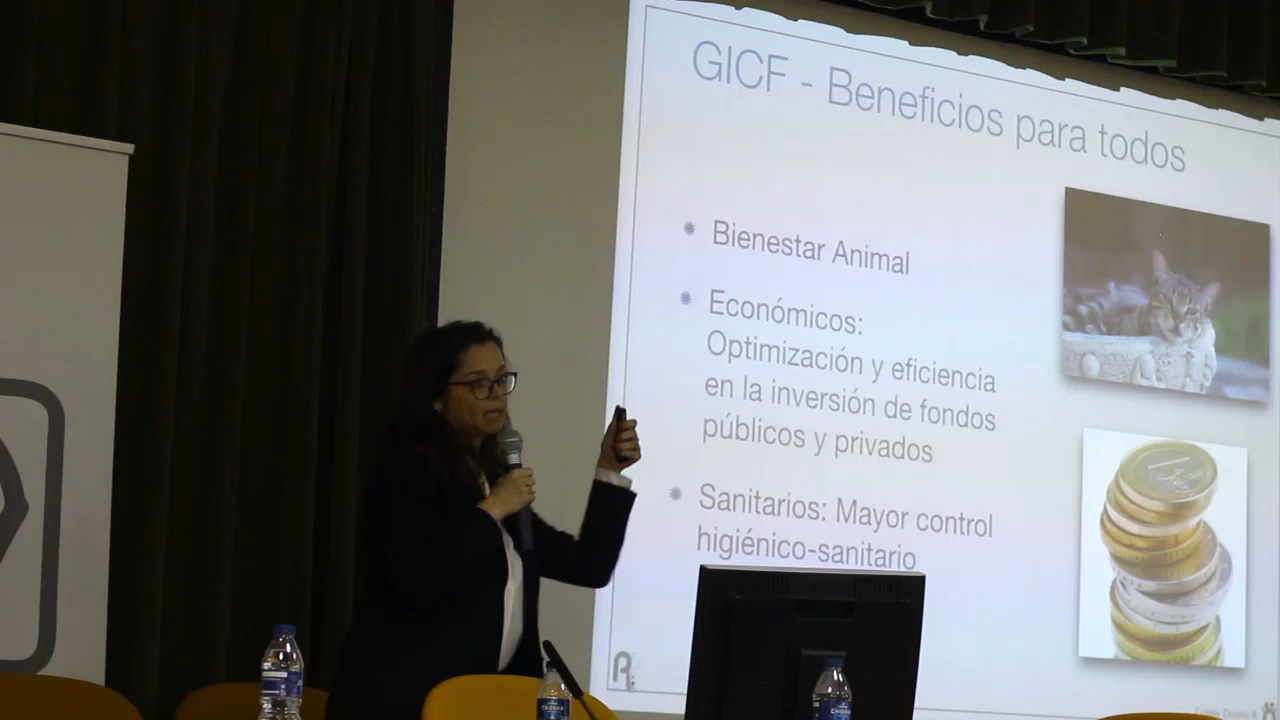 GICF - Beneficios para todos
Bienestar Animal
Económicos:
Optimización y eficiencia
en la inversión de fondos
públicos y privados
Sanitarios: Mayor control
higiénico-sanitario